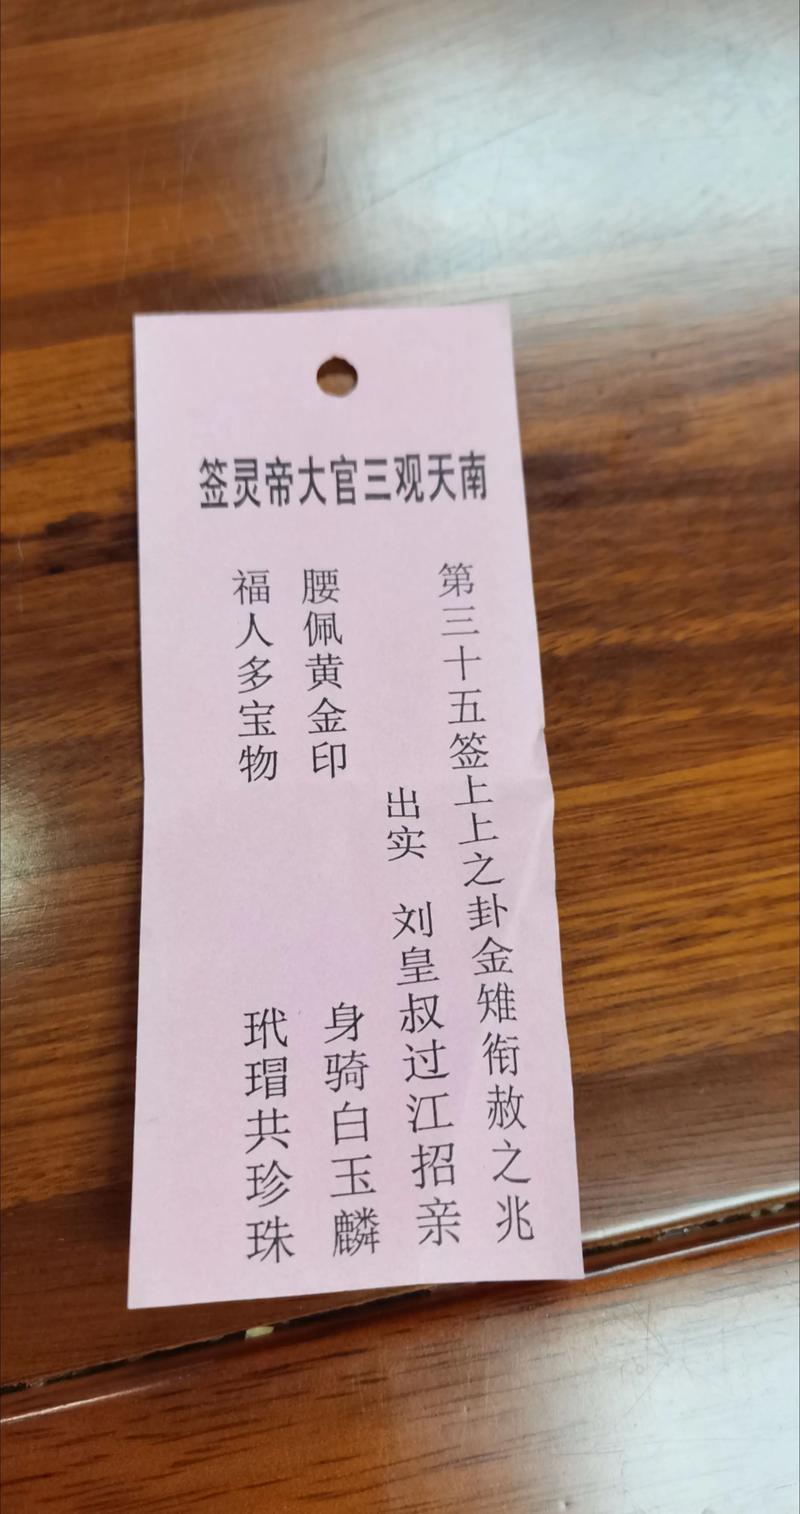 南天观三官大帝灵签
第三十五签上上之卦金雉衔赦之兆
出实 刘皇叔过江招亲
腰佩黄金印 身骑白玉麟
福人多宝物 玳瑁共珍珠